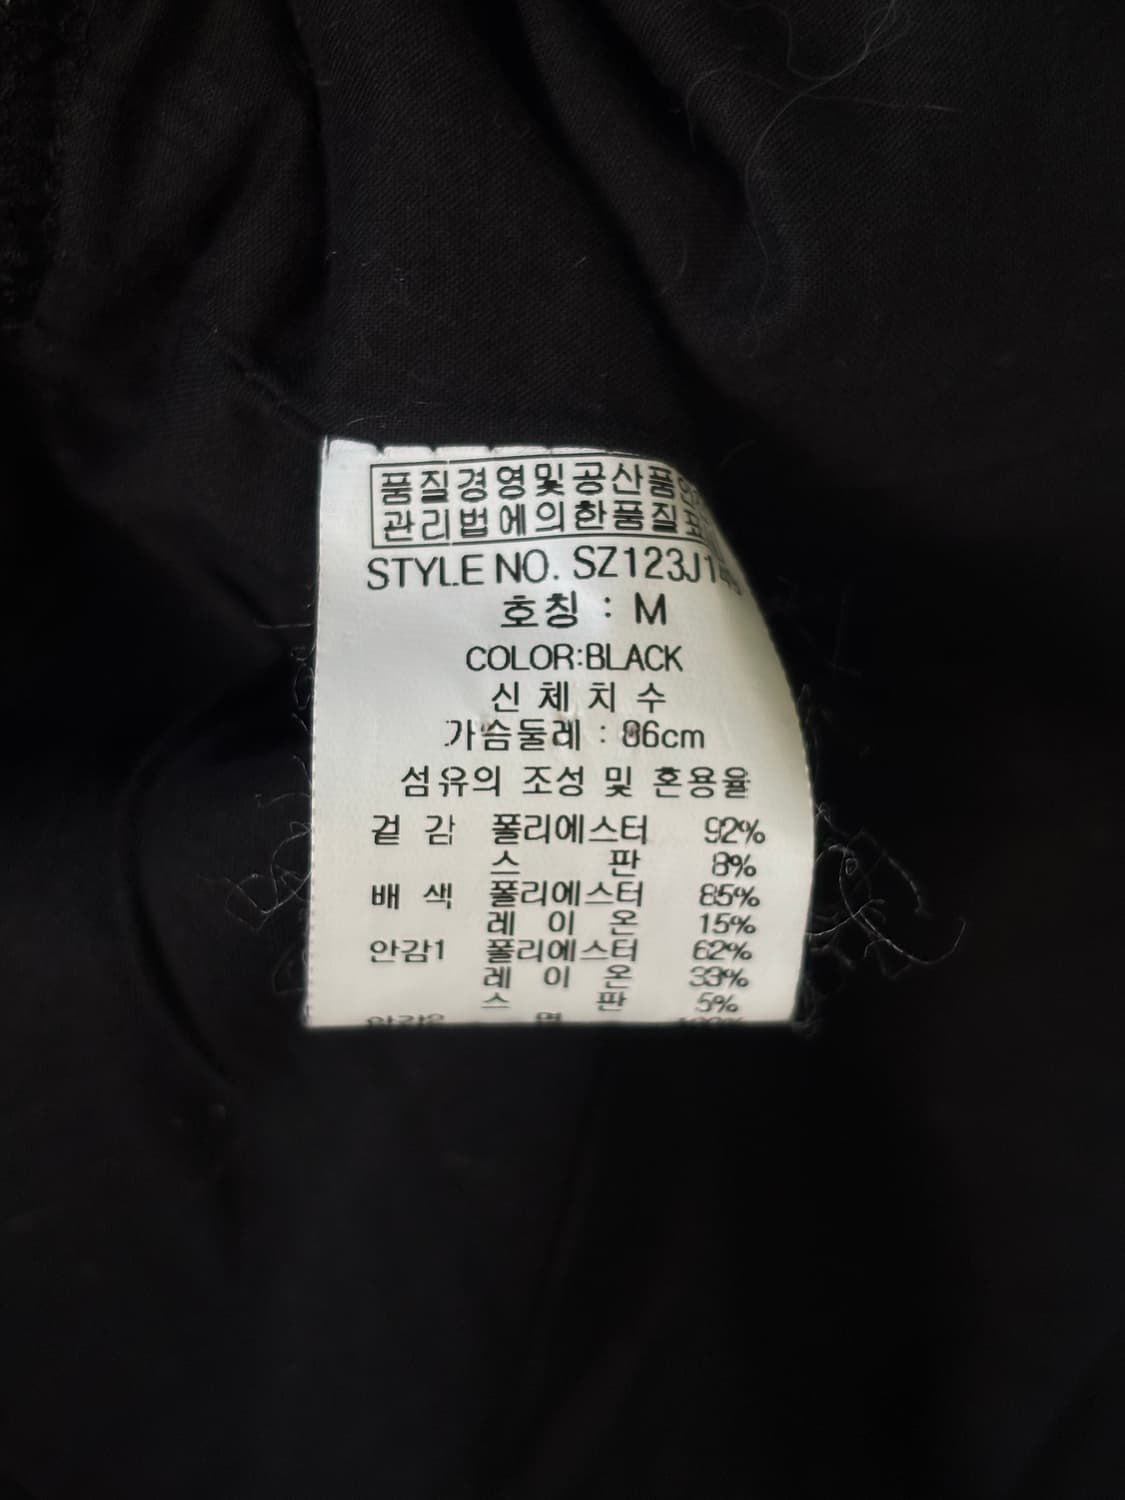 품질경영및공산품
관리법에의한품질표
STYLE NO.
호칭 : M
COLOR:BLACK
신체치수
가슴둘레 : 86cm
섬유의 조성 및 혼용율
겉감 폴리에스터 92%
스판 8%
배색 폴리에스터 85%
레이온 15%
안감1 폴리에스터 62%
레이온 33%
스판 5%